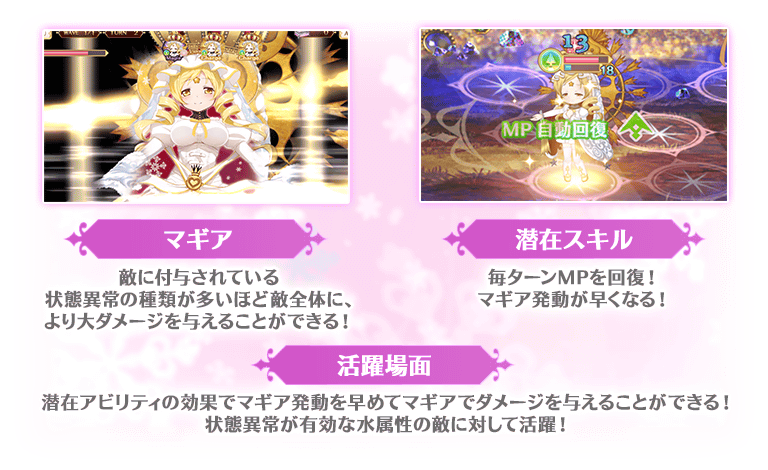 WAVE 1/1 TURN 2
0
13
18
MP 自動回復
マギア
潜在スキル
敵に付与されている
状態異常の種類が多いほど敵全体に、
より大ダメージを与えることができる！
毎ターンMPを回復！
マギア発動が早くなる！
活躍場面
潜在アビリティの効果でマギア発動を早めてマギアでダメージを与えることができる！
状態異常が有効な水属性の敵に対して活躍！